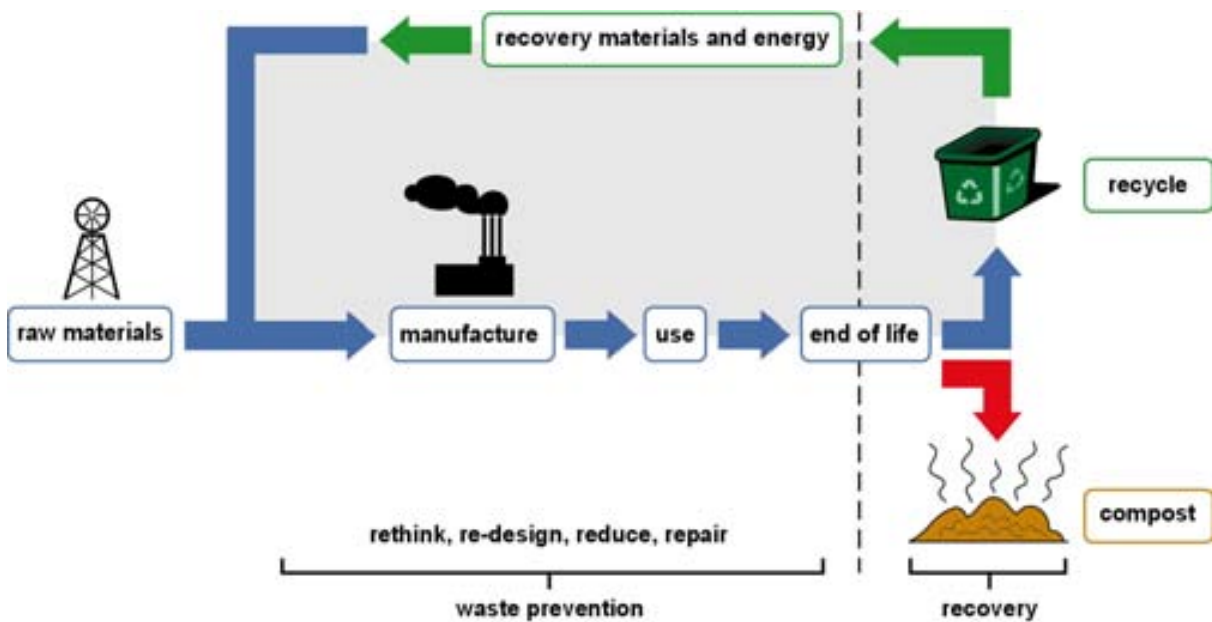 recovery materials and energy
recycle
raw materials
manufacture
use
end of life
compost
rethink, re-design, reduce, repair
waste prevention
recovery